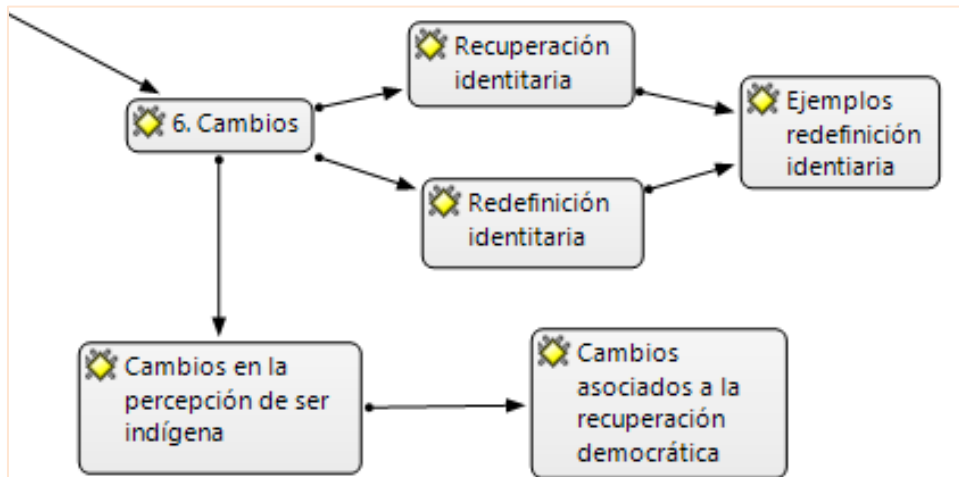 Recuperación
identitaria
6. Cambios
Ejemplos
redefinición
identiaria
Redefinición
identitaria
Cambios en la
percepción de ser
indígena
Cambios
asociados a la
recuperación
democrática